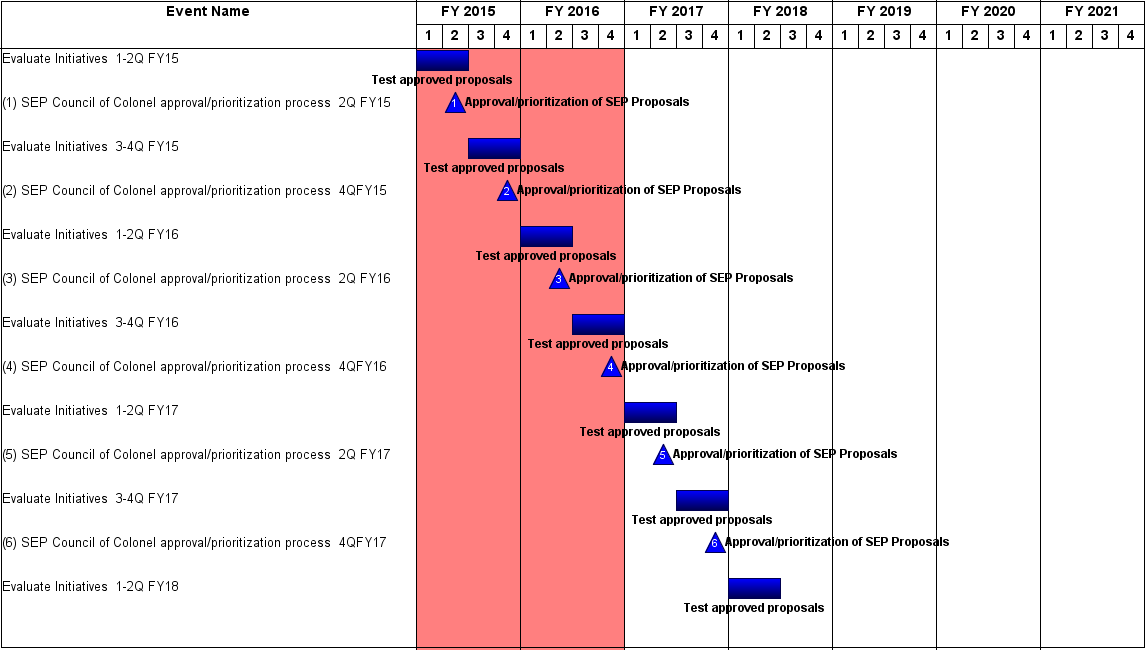 Event Name FY 2015 FY 2016 FY 2017 FY 2018 FY 2019 FY 2020 FY 2021
1 2 3 4 1 2 3 4 1 2 3 4 1 2 3 4 1 2 3 4 1 2 3 4 1 2 3 4
Evaluate Initiatives 1-2Q FY15
Test approved proposals
(1) SEP Council of Colonel approval/prioritization process 2Q FY15 1 Approval/prioritization of SEP Proposals
Evaluate Initiatives 3-4Q FY15
Test approved proposals
(2) SEP Council of Colonel approval/prioritization process 4QFY15 2 Approval/prioritization of SEP Proposals
Evaluate Initiatives 1-2Q FY16
Test approved proposals
(3) SEP Council of Colonel approval/prioritization process 2Q FY16 3 Approval/prioritization of SEP Proposals
Evaluate Initiatives 3-4Q FY16
Test approved proposals
(4) SEP Council of Colonel approval/prioritization process 4QFY16 4 Approval/prioritization of SEP Proposals
Evaluate Initiatives 1-2Q FY17
Test approved proposals
(5) SEP Council of Colonel approval/prioritization process 2Q FY17 5 Approval/prioritization of SEP Proposals
Evaluate Initiatives 3-4Q FY17
Test approved proposals
(6) SEP Council of Colonel approval/prioritization process 4QFY17 6 Approval/prioritization of SEP Proposals
Evaluate Initiatives 1-2Q FY18
Test approved proposals